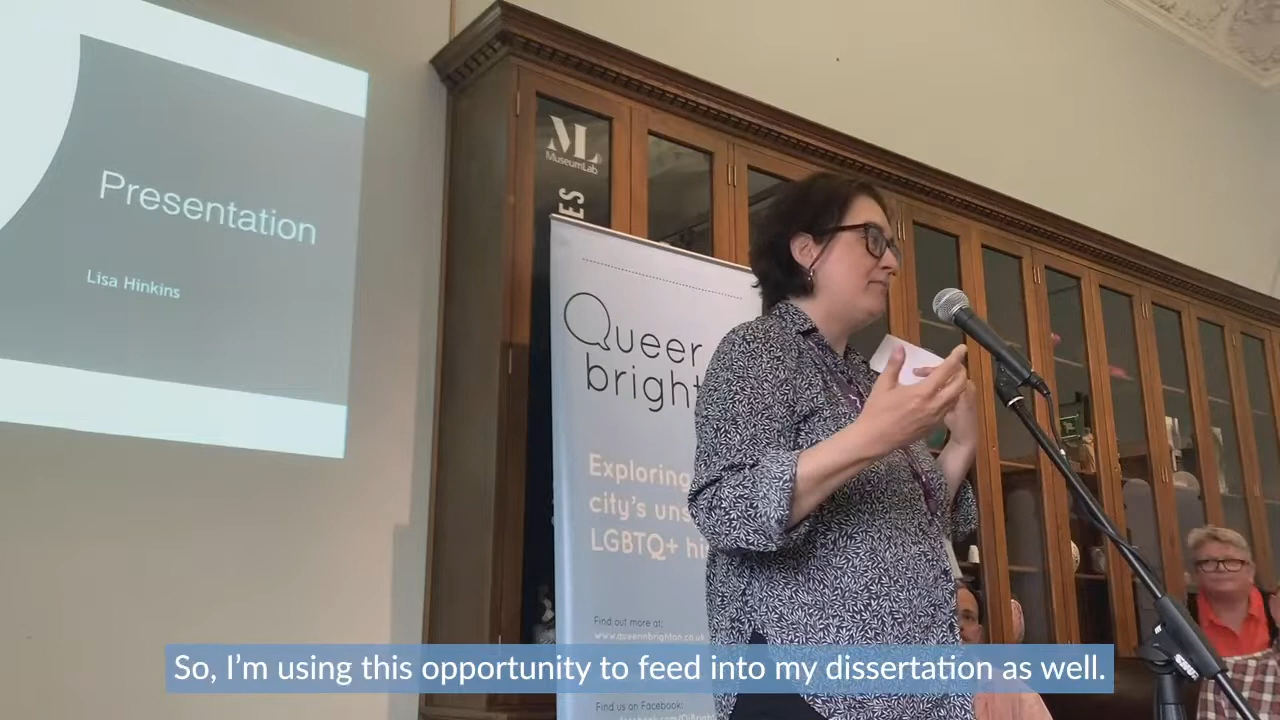 Presentation
Lisa Hinkins
ML
MuseumLab
ES
Queer
bright
Exploring
city's uns
LGBTQ+ hi
Find out more at:
www.queerinbrighton.co.uk
So, I'm using this opportunity to feed into my dissertation as well.
Find us on Facebook: